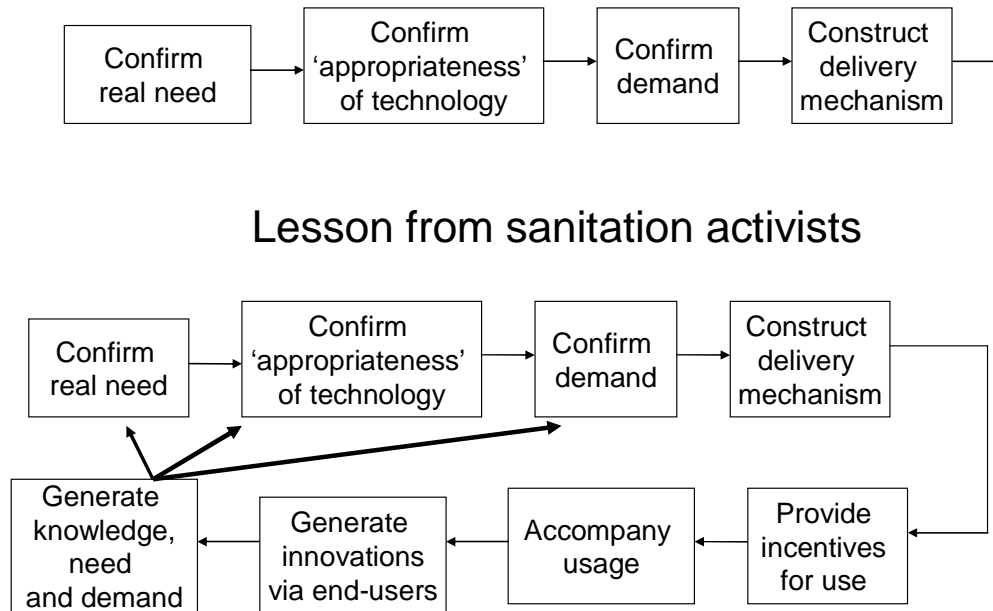 Confirm
real need
Confirm
‘appropriateness’
of technology
Confirm
demand
Construct
delivery
mechanism
Lesson from sanitation activists
Confirm
real need
Confirm
‘appropriateness’
of technology
Confirm
demand
Construct
delivery
mechanism
Generate
knowledge,
need
and demand
Generate
innovations
via end-users
Accompany
usage
Provide
incentives
for use